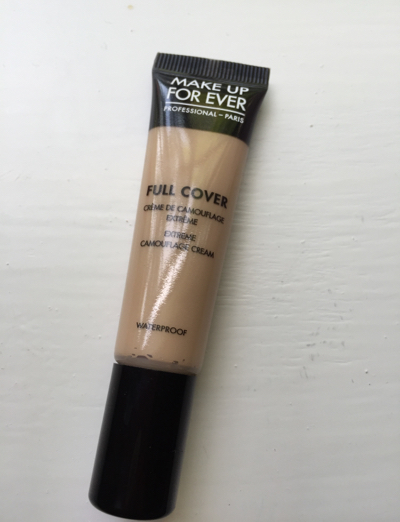 MAKE UP
FOR EVER
PROFESSIONAL – PARIS
FULL COVER
CRÈME DE CAMOUFLAGE
EXTRÊME
EXTREME
CAMOUFLAGE CREAM
WATERPROOF